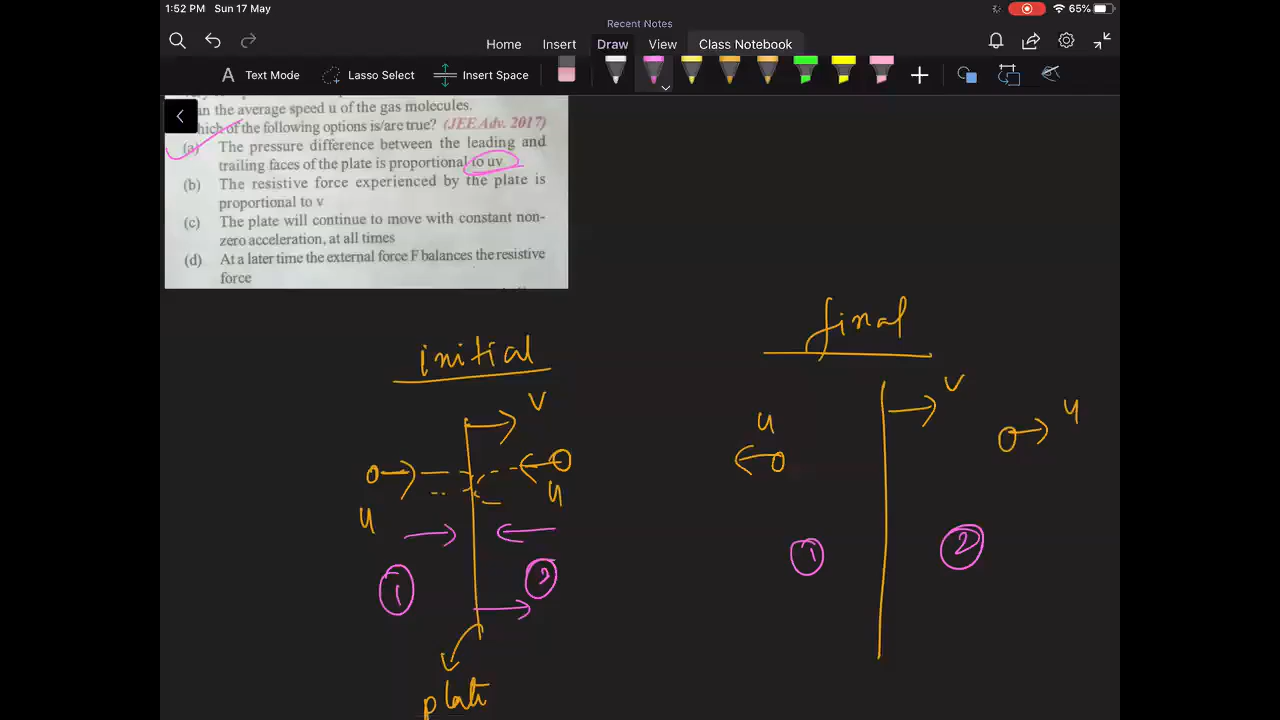 1:52 PM Sun 17 May
65%
Recent Notes
Home Insert Draw View Class Notebook
Text Mode Lasso Select Insert Space
an the average speed u of the gas molecules.
hich of the following options is/are true? (JEE Adv. 2017)
(a) The pressure difference between the leading and
trailing faces of the plate is proportional to uv
(b) The resistive force experienced by the plate is
proportional to v
(c) The plate will continue to move with constant non-
zero acceleration, at all times
(d) At a later time the external force F balances the resistive
force
initial
final
v
v
u
u
u
u
1
2
1
2
plate